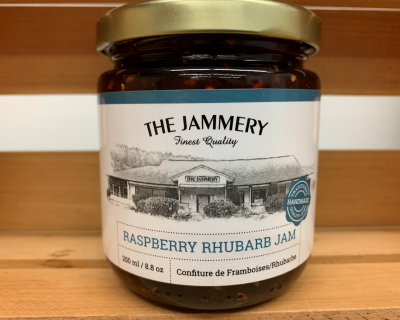 THE JAMMERY
Finest Quality
THE JAMMERY
HANDMADE
RASPBERRY RHUBARB JAM
250 ml / 8.8 oz
Confiture de Framboises/Rhubarbe